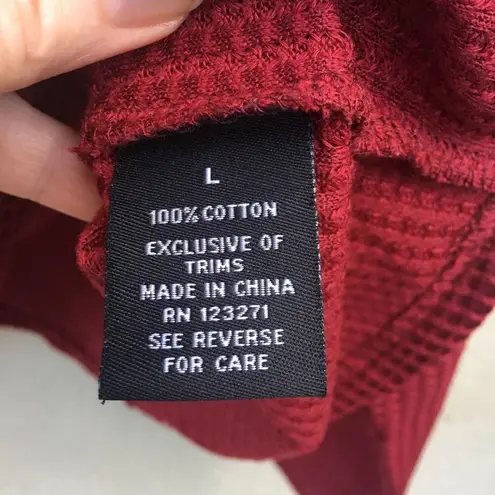 L
100% COTTON
EXCLUSIVE OF
TRIMS
MADE IN CHINA
RN 123271
SEE REVERSE
FOR CARE